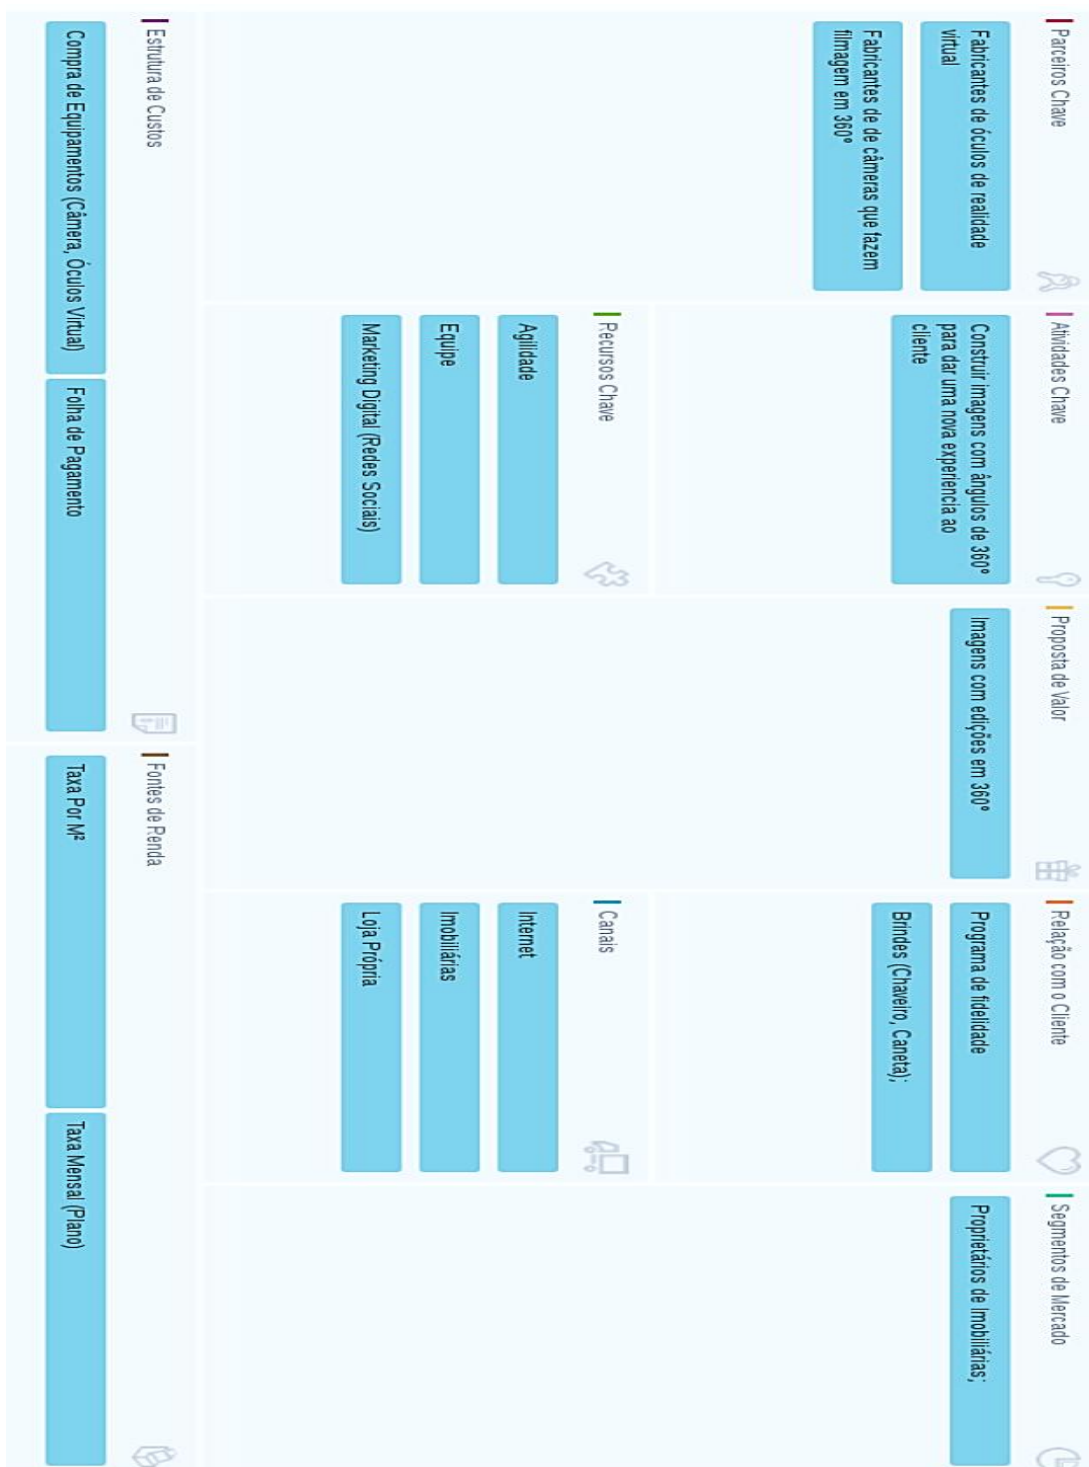 Parceiros Chave
Fabricantes de óculos de realidade
virtual
Fabricantes de de câmeras que fazem
filmagem em 360º
Atividades Chave
Construir imagens com ângulos de 360º
para dar uma nova experiencia ao
cliente
Recursos Chave
Agilidade
Equipe
Marketing Digital (Redes Sociais)
Proposta de Valor
Imagens com edições em 360º
Relação com o Cliente
Programa de fidelidade
Brindes (Chaveiro, Caneta);
Canais
Internet
Imobiliárias
Loja Própria
Segmentos de Mercado
Proprietários de Imobiliárias;
Estrutura de Custos
Compra de Equipamentos (Câmera, Óculos Virtual)
Folha de Pagamento
Fontes de Renda
Taxa Por M²
Taxa Mensal (Plano)